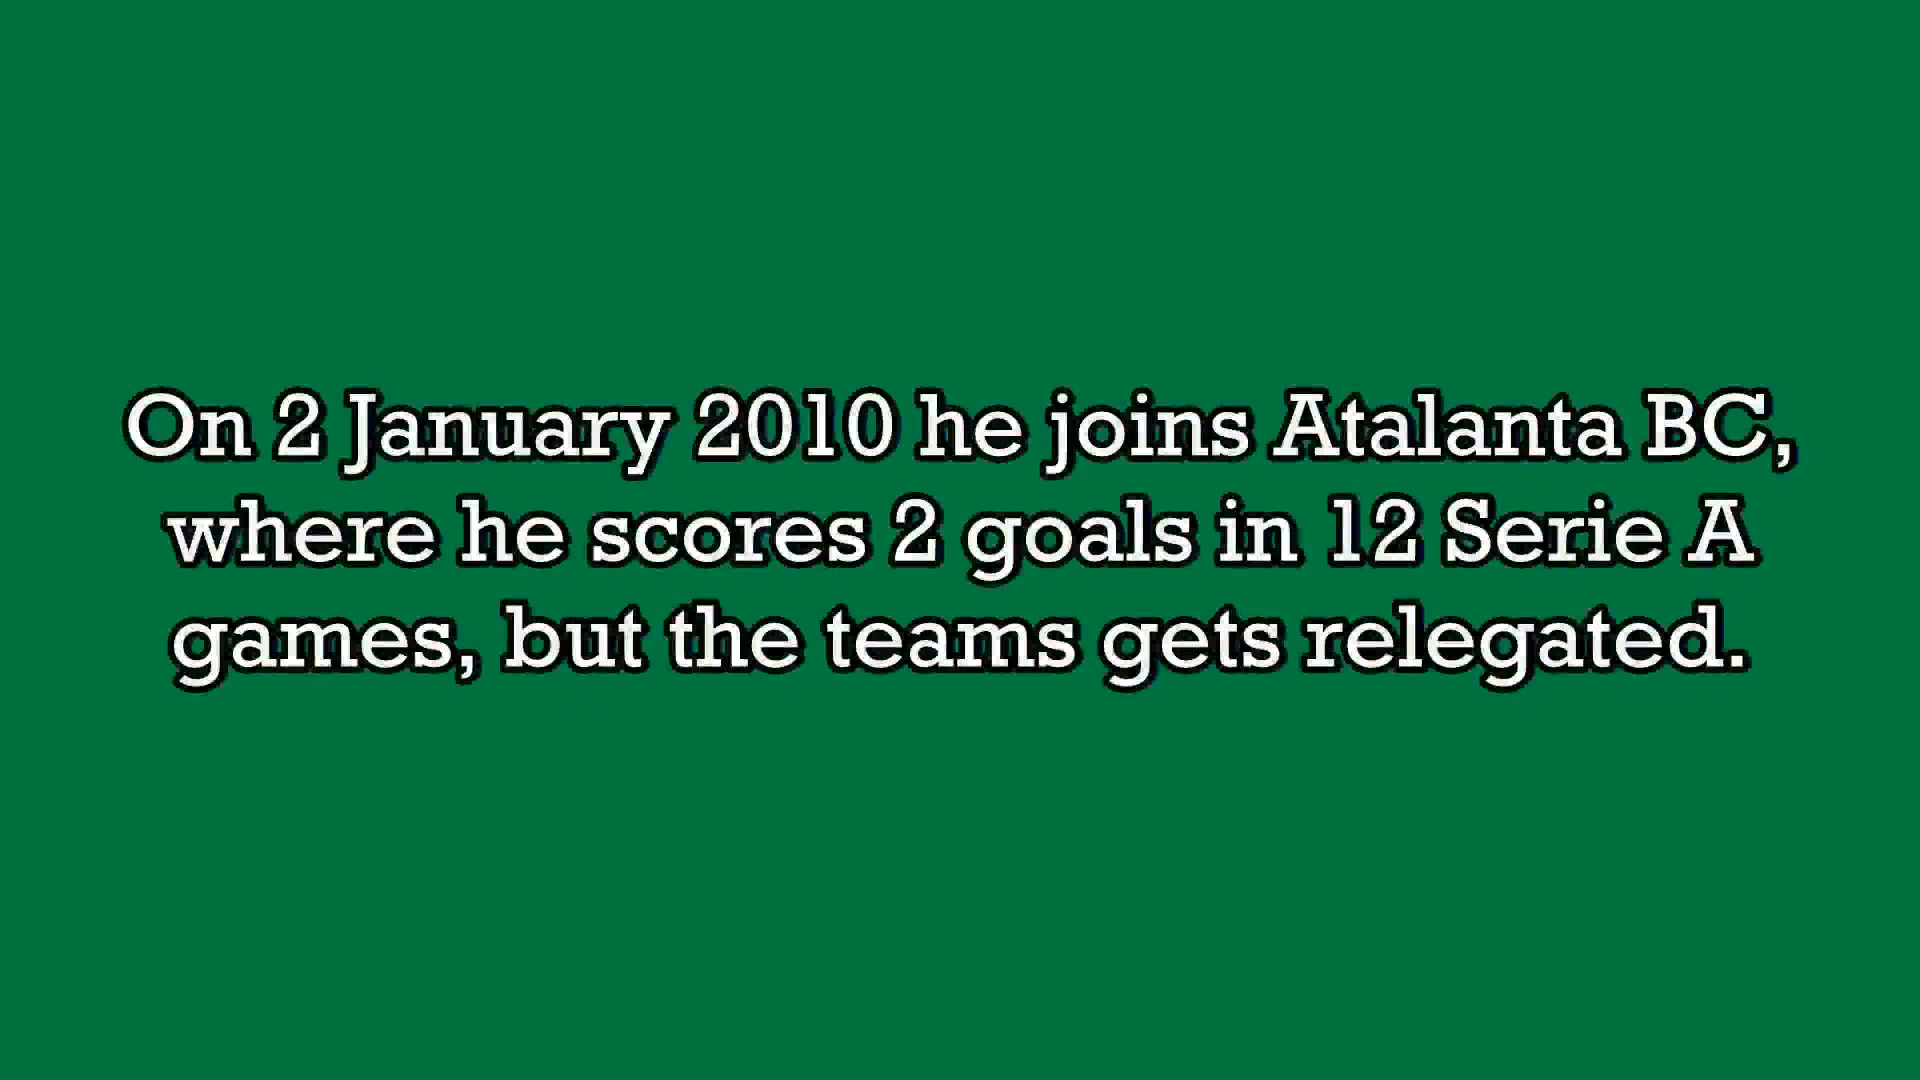 On 2 January 2010 he joins Atalanta BC,
where he scores 2 goals in 12 Serie A
games, but the teams gets relegated.